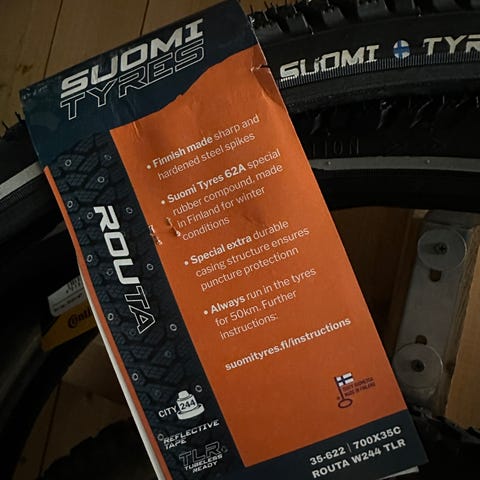 SUOMI
TYRES
SUOMI TYR
• Finnish made sharp and
hardened steel spikes
• Suomi Tyres 62A special
rubber compound, made
in Finland for winter
conditions
• Special extra durable
casing structure ensures
puncture protectionn
• Always run in the tyres
for 50km. Further
instructions:
suomityres.fi/instructions
ROUTA
CITY 244
REFLECTIVE
TAPE
TLR
TUBELESS
READY
MADE IN FINLAND
35-622 | 700X35C
ROUTA W244 TLR